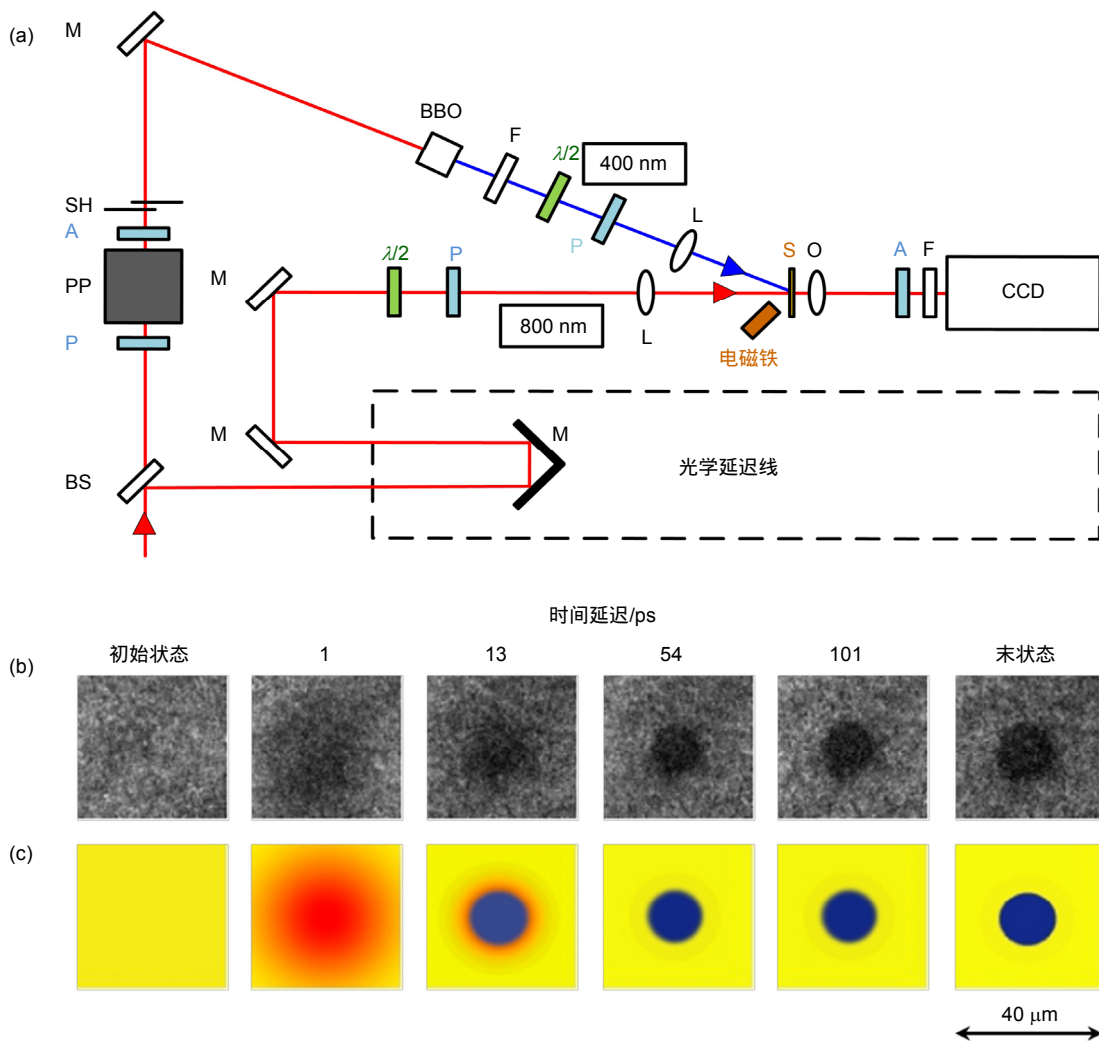 (a)
M
BBO
F
λ/2
400 nm
SH
A
P
L
PP
M
λ/2
P
S
O
A
F
CCD
800 nm
L
电磁铁
P
M
M
光学延迟线
BS
时间延迟/ps
(b)
初始状态
1
13
54
101
末状态
(c)
40 μm